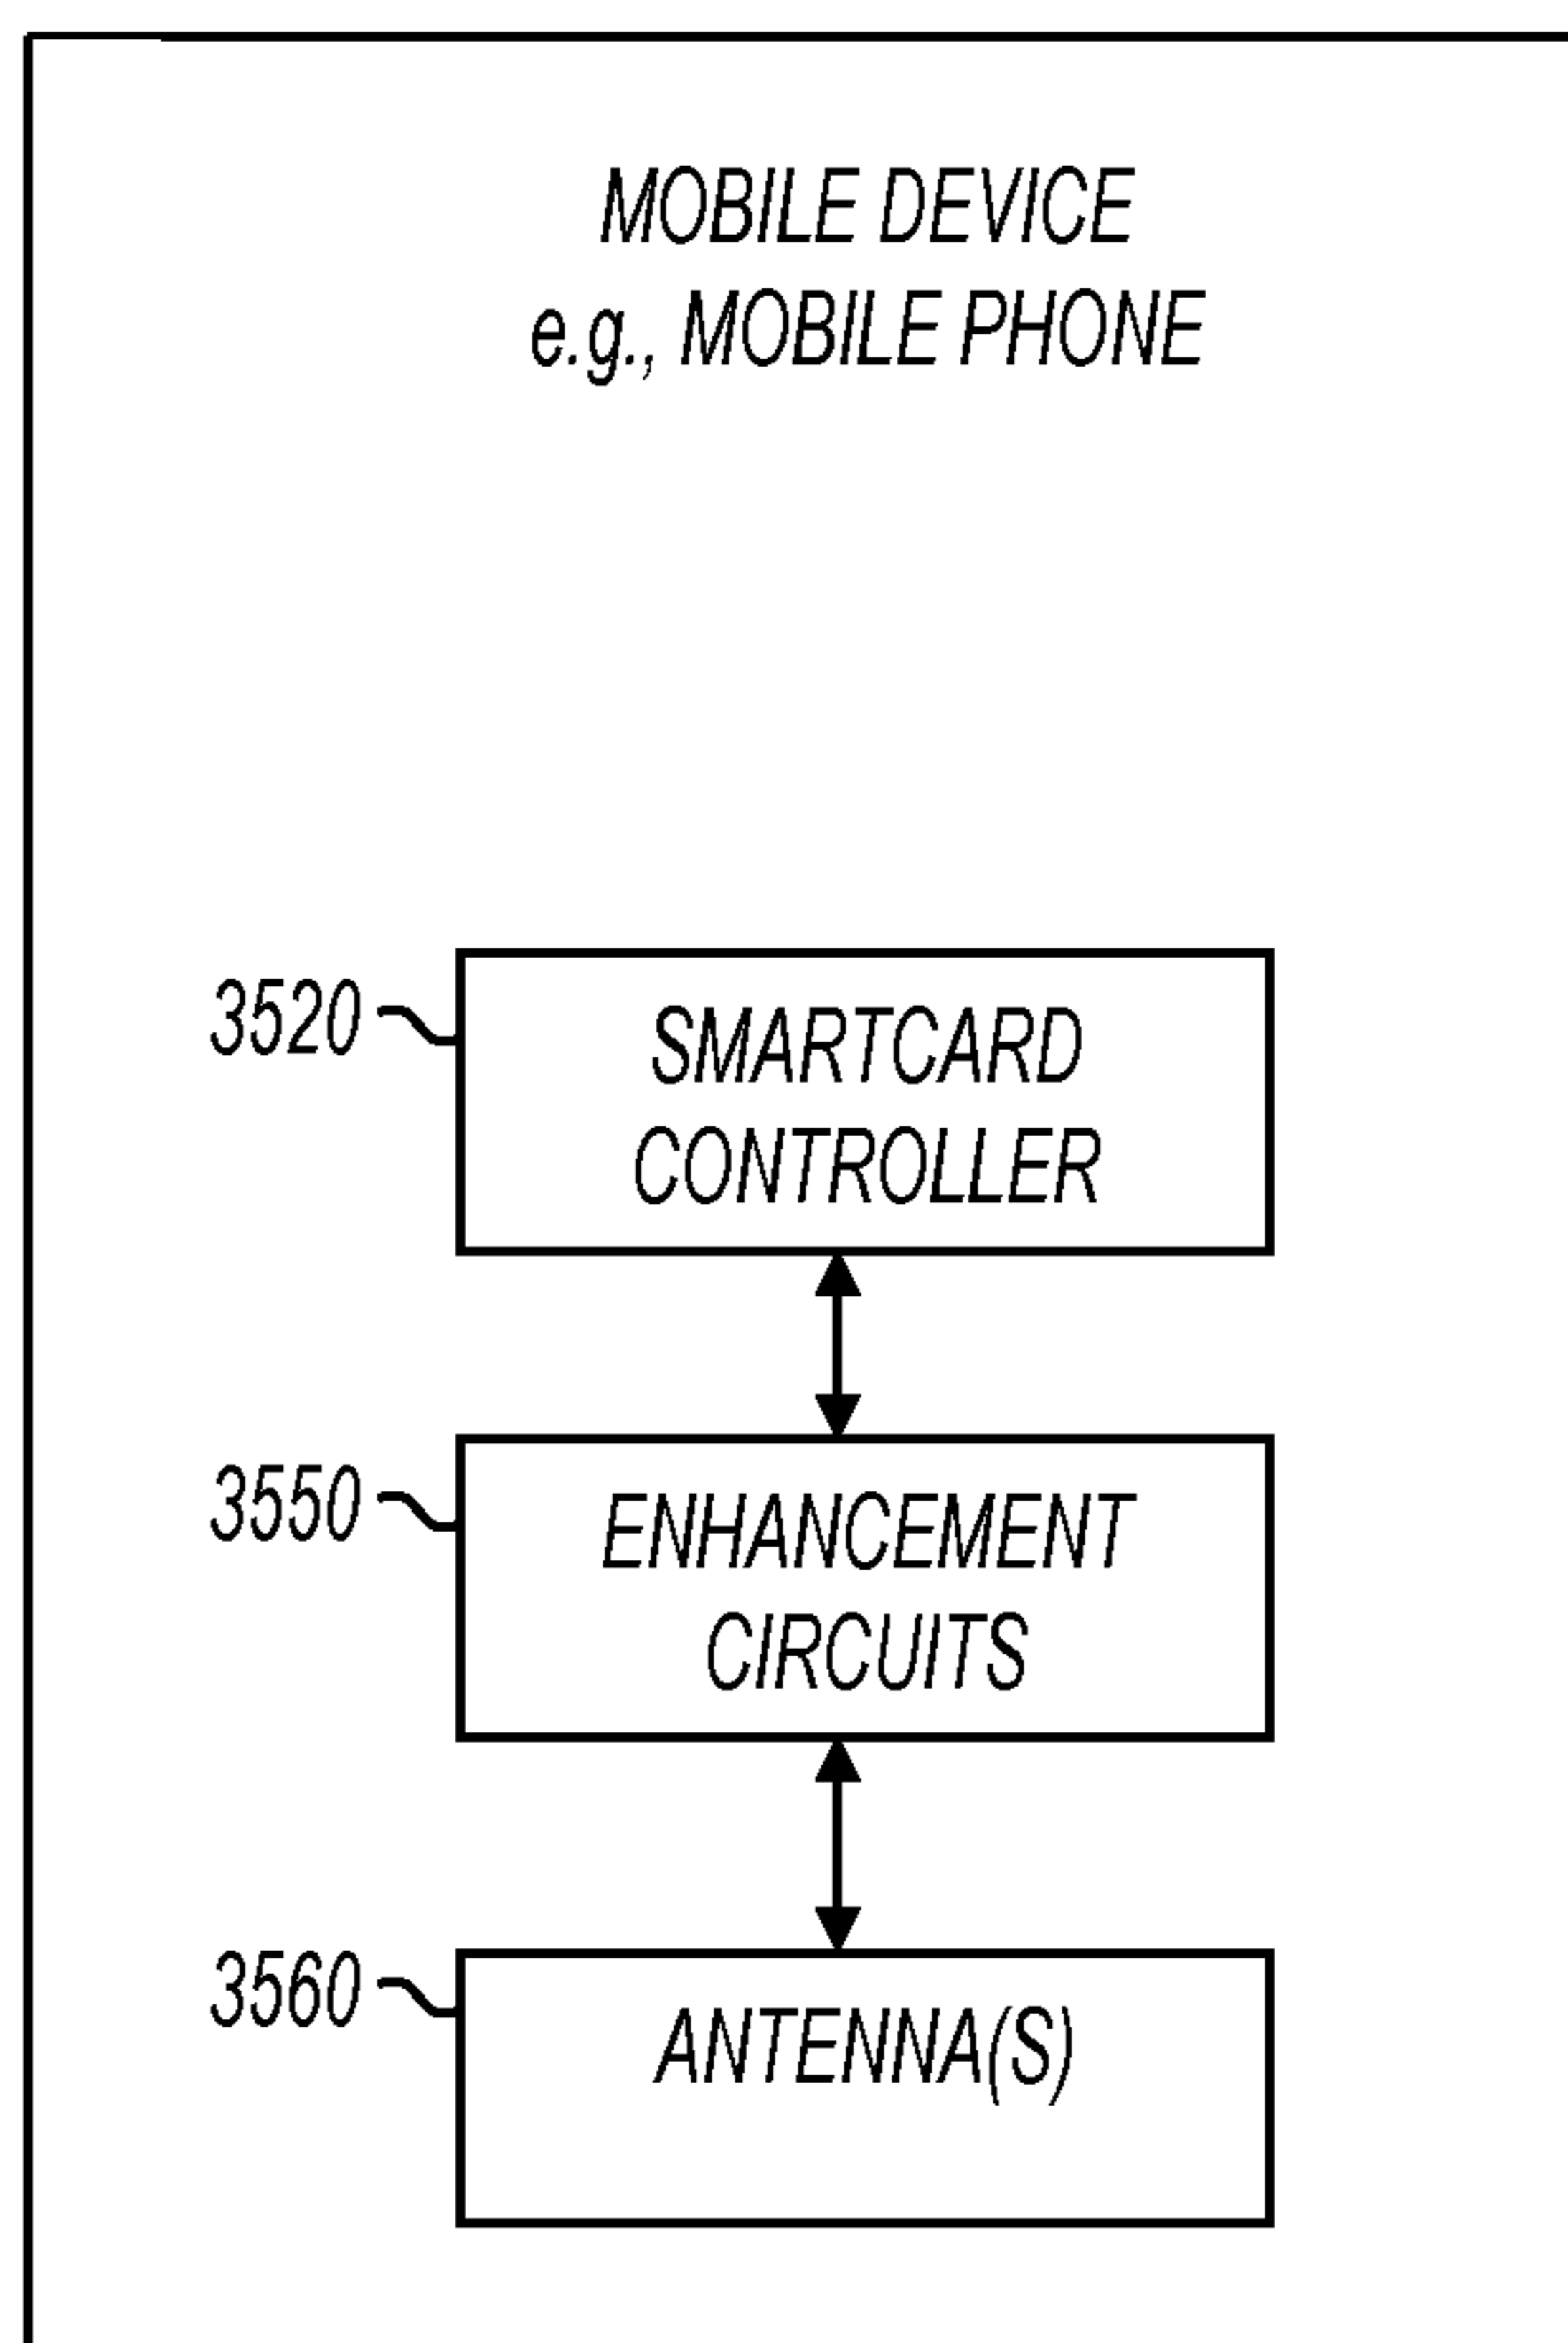 MOBILE DEVICE
e.g., MOBILE PHONE
3520
SMARTCARD
CONTROLLER
3550
ENHANCEMENT
CIRCUITS
3560
ANTENNA(S)